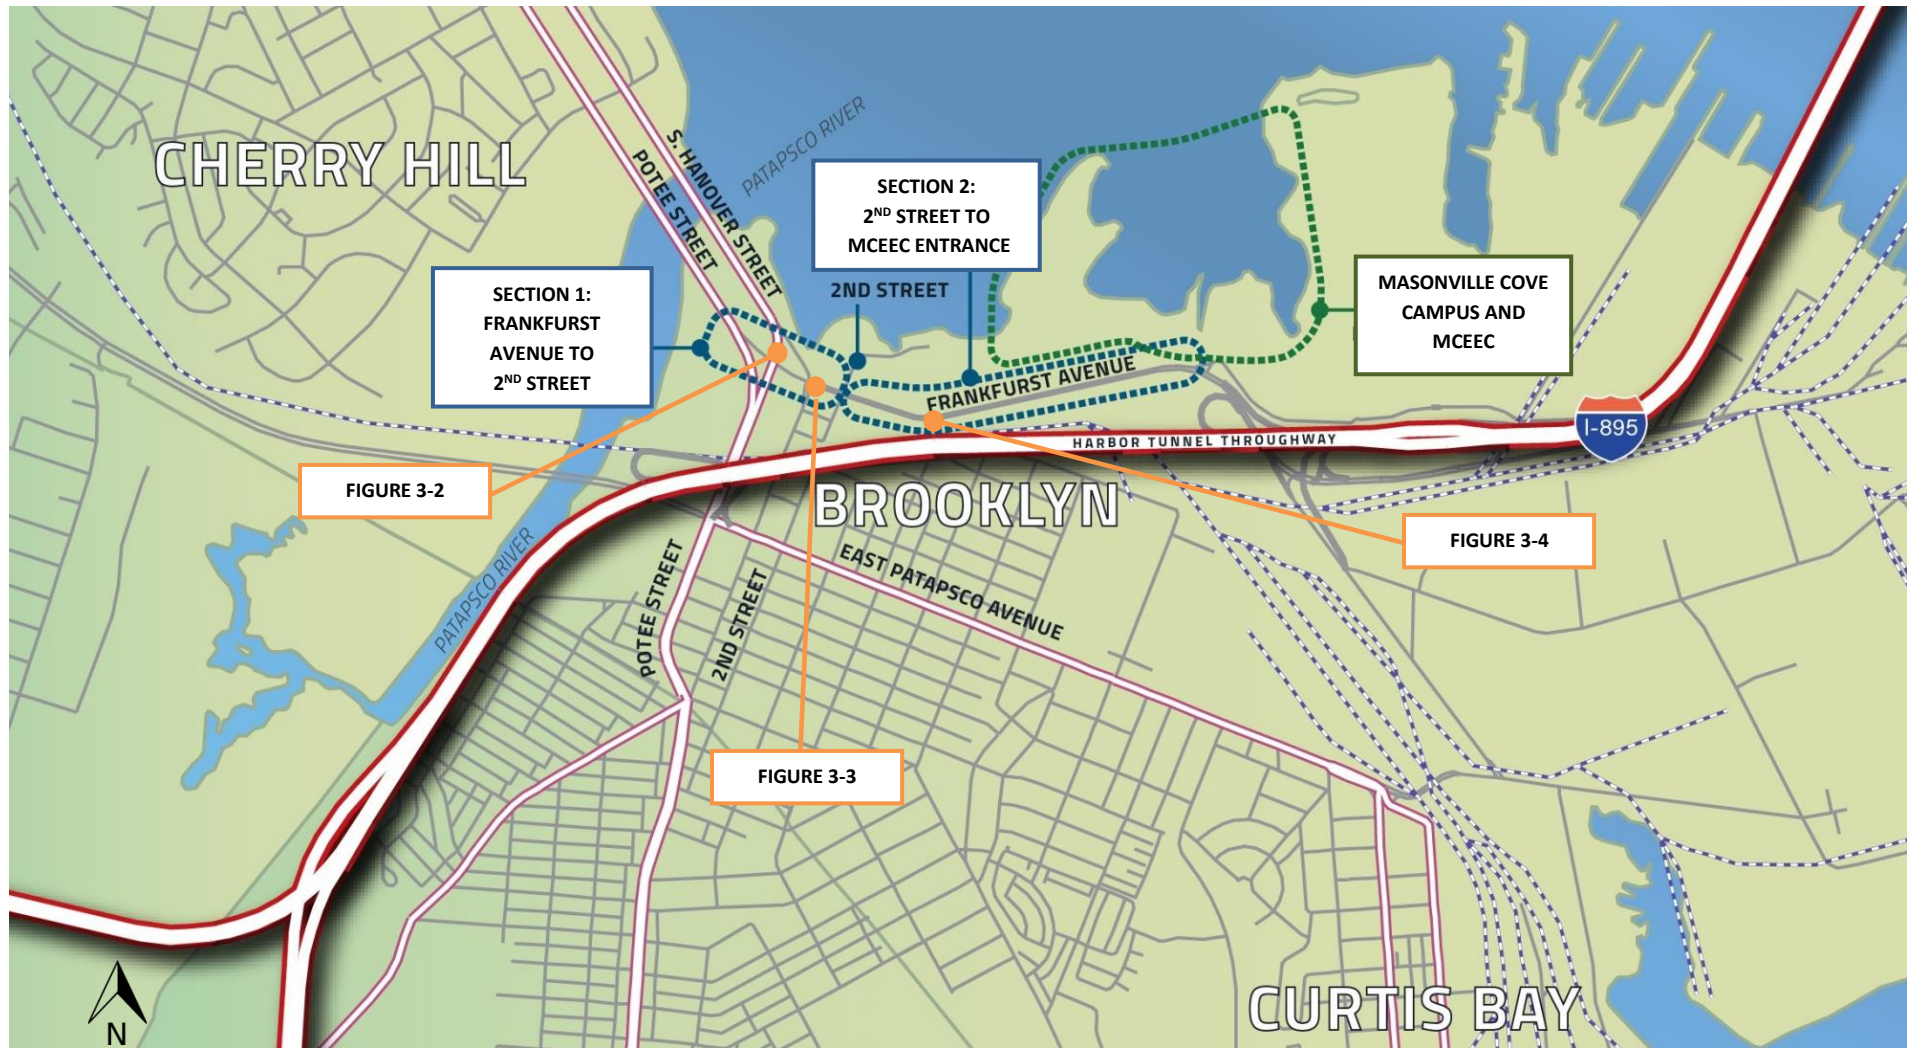 CHERRY HILL
S. HANOVER STREET
POTEE STREET
PATAPSCO RIVER
SECTION 1:
FRANKFURST
AVENUE TO
2ND STREET
SECTION 2:
2ND STREET TO
MCEEC ENTRANCE
2ND STREET
MASONVILLE COVE
CAMPUS AND
MCEEC
FRANKFURST AVENUE
HARBOR TUNNEL THROUGHWAY
I-895
FIGURE 3-2
BROOKLYN
FIGURE 3-4
PATAPSCO RIVER
POTEE STREET
2ND STREET
EAST PATAPSCO AVENUE
FIGURE 3-3
CURTIS BAY
N